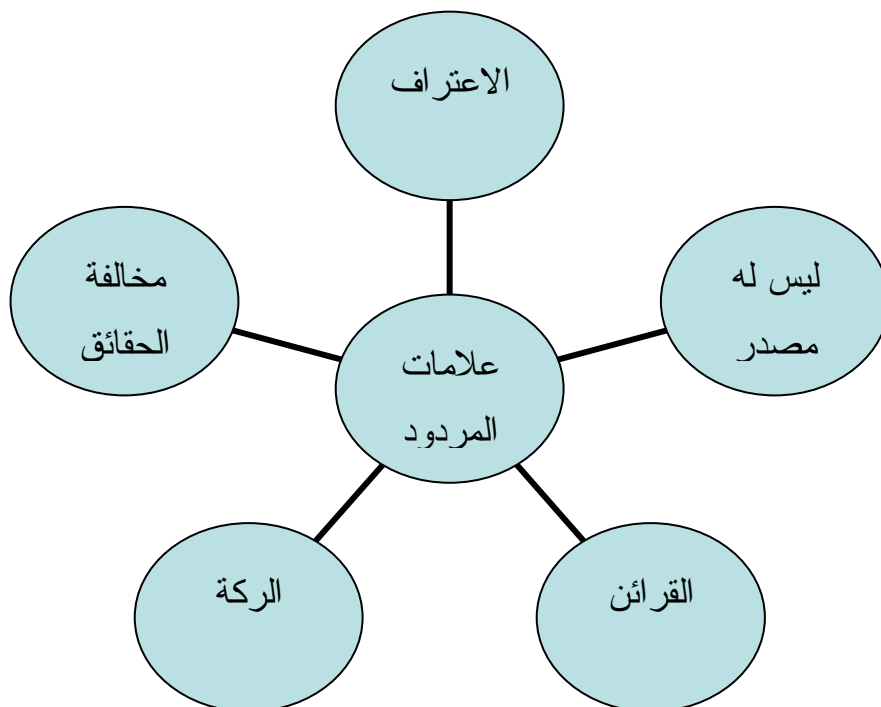 الاعتراف
ليس له
مصدر
مخالفة
الحقائق
علامات
المردود
القرائن
الركة